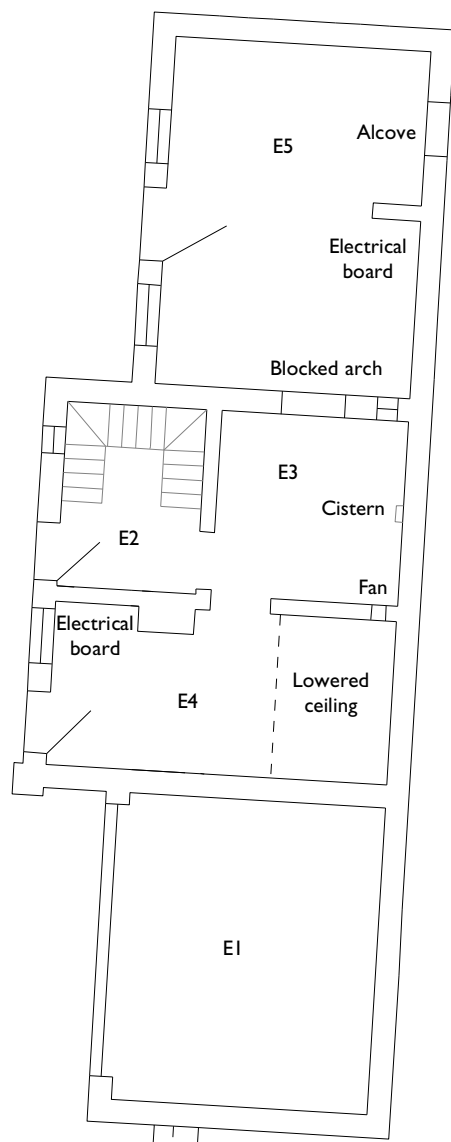 Alcove
E5
Electrical
board
Blocked arch
E3
Cistern
E2
Fan
Electrical
board
Lowered
ceiling
E4
E1